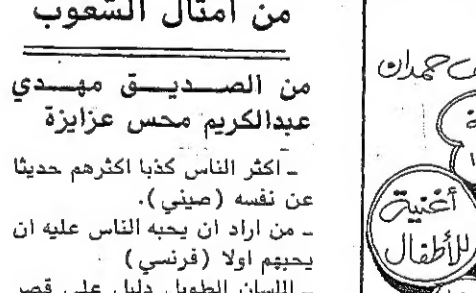 من امثال الشعوب
من الصديق مهدي
عبدالكريم محسن عزايزة
ـ اكثر الناس كذبا اكثرهم حديثا
عن نفسه (صيني).
ـ من اراد ان يحبه الناس عليه ان
يحبهم اولا (فرنسي)
ـ اللسان الطويل دليل على قصر
حمدان
أغنية
للأطفال